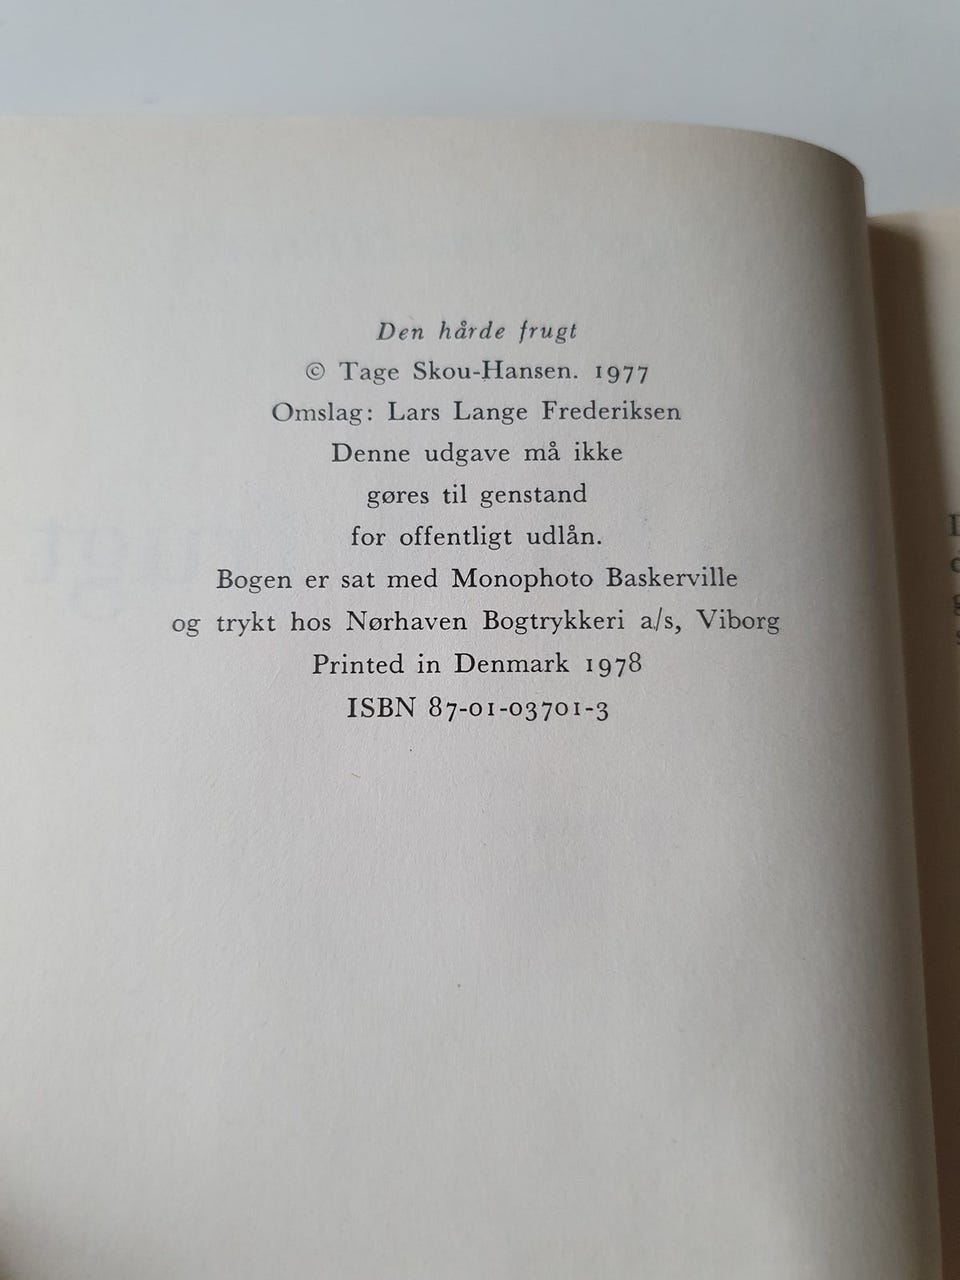 Den hårde frugt
© Tage Skou-Hansen. 1977
Omslag: Lars Lange Frederiksen
Denne udgave må ikke
gøres til genstand
for offentligt udlån.
Bogen er sat med Monophoto Baskerville
og trykt hos Nørhaven Bogtrykkeri a/s, Viborg
Printed in Denmark 1978
ISBN 87-01-03701-3